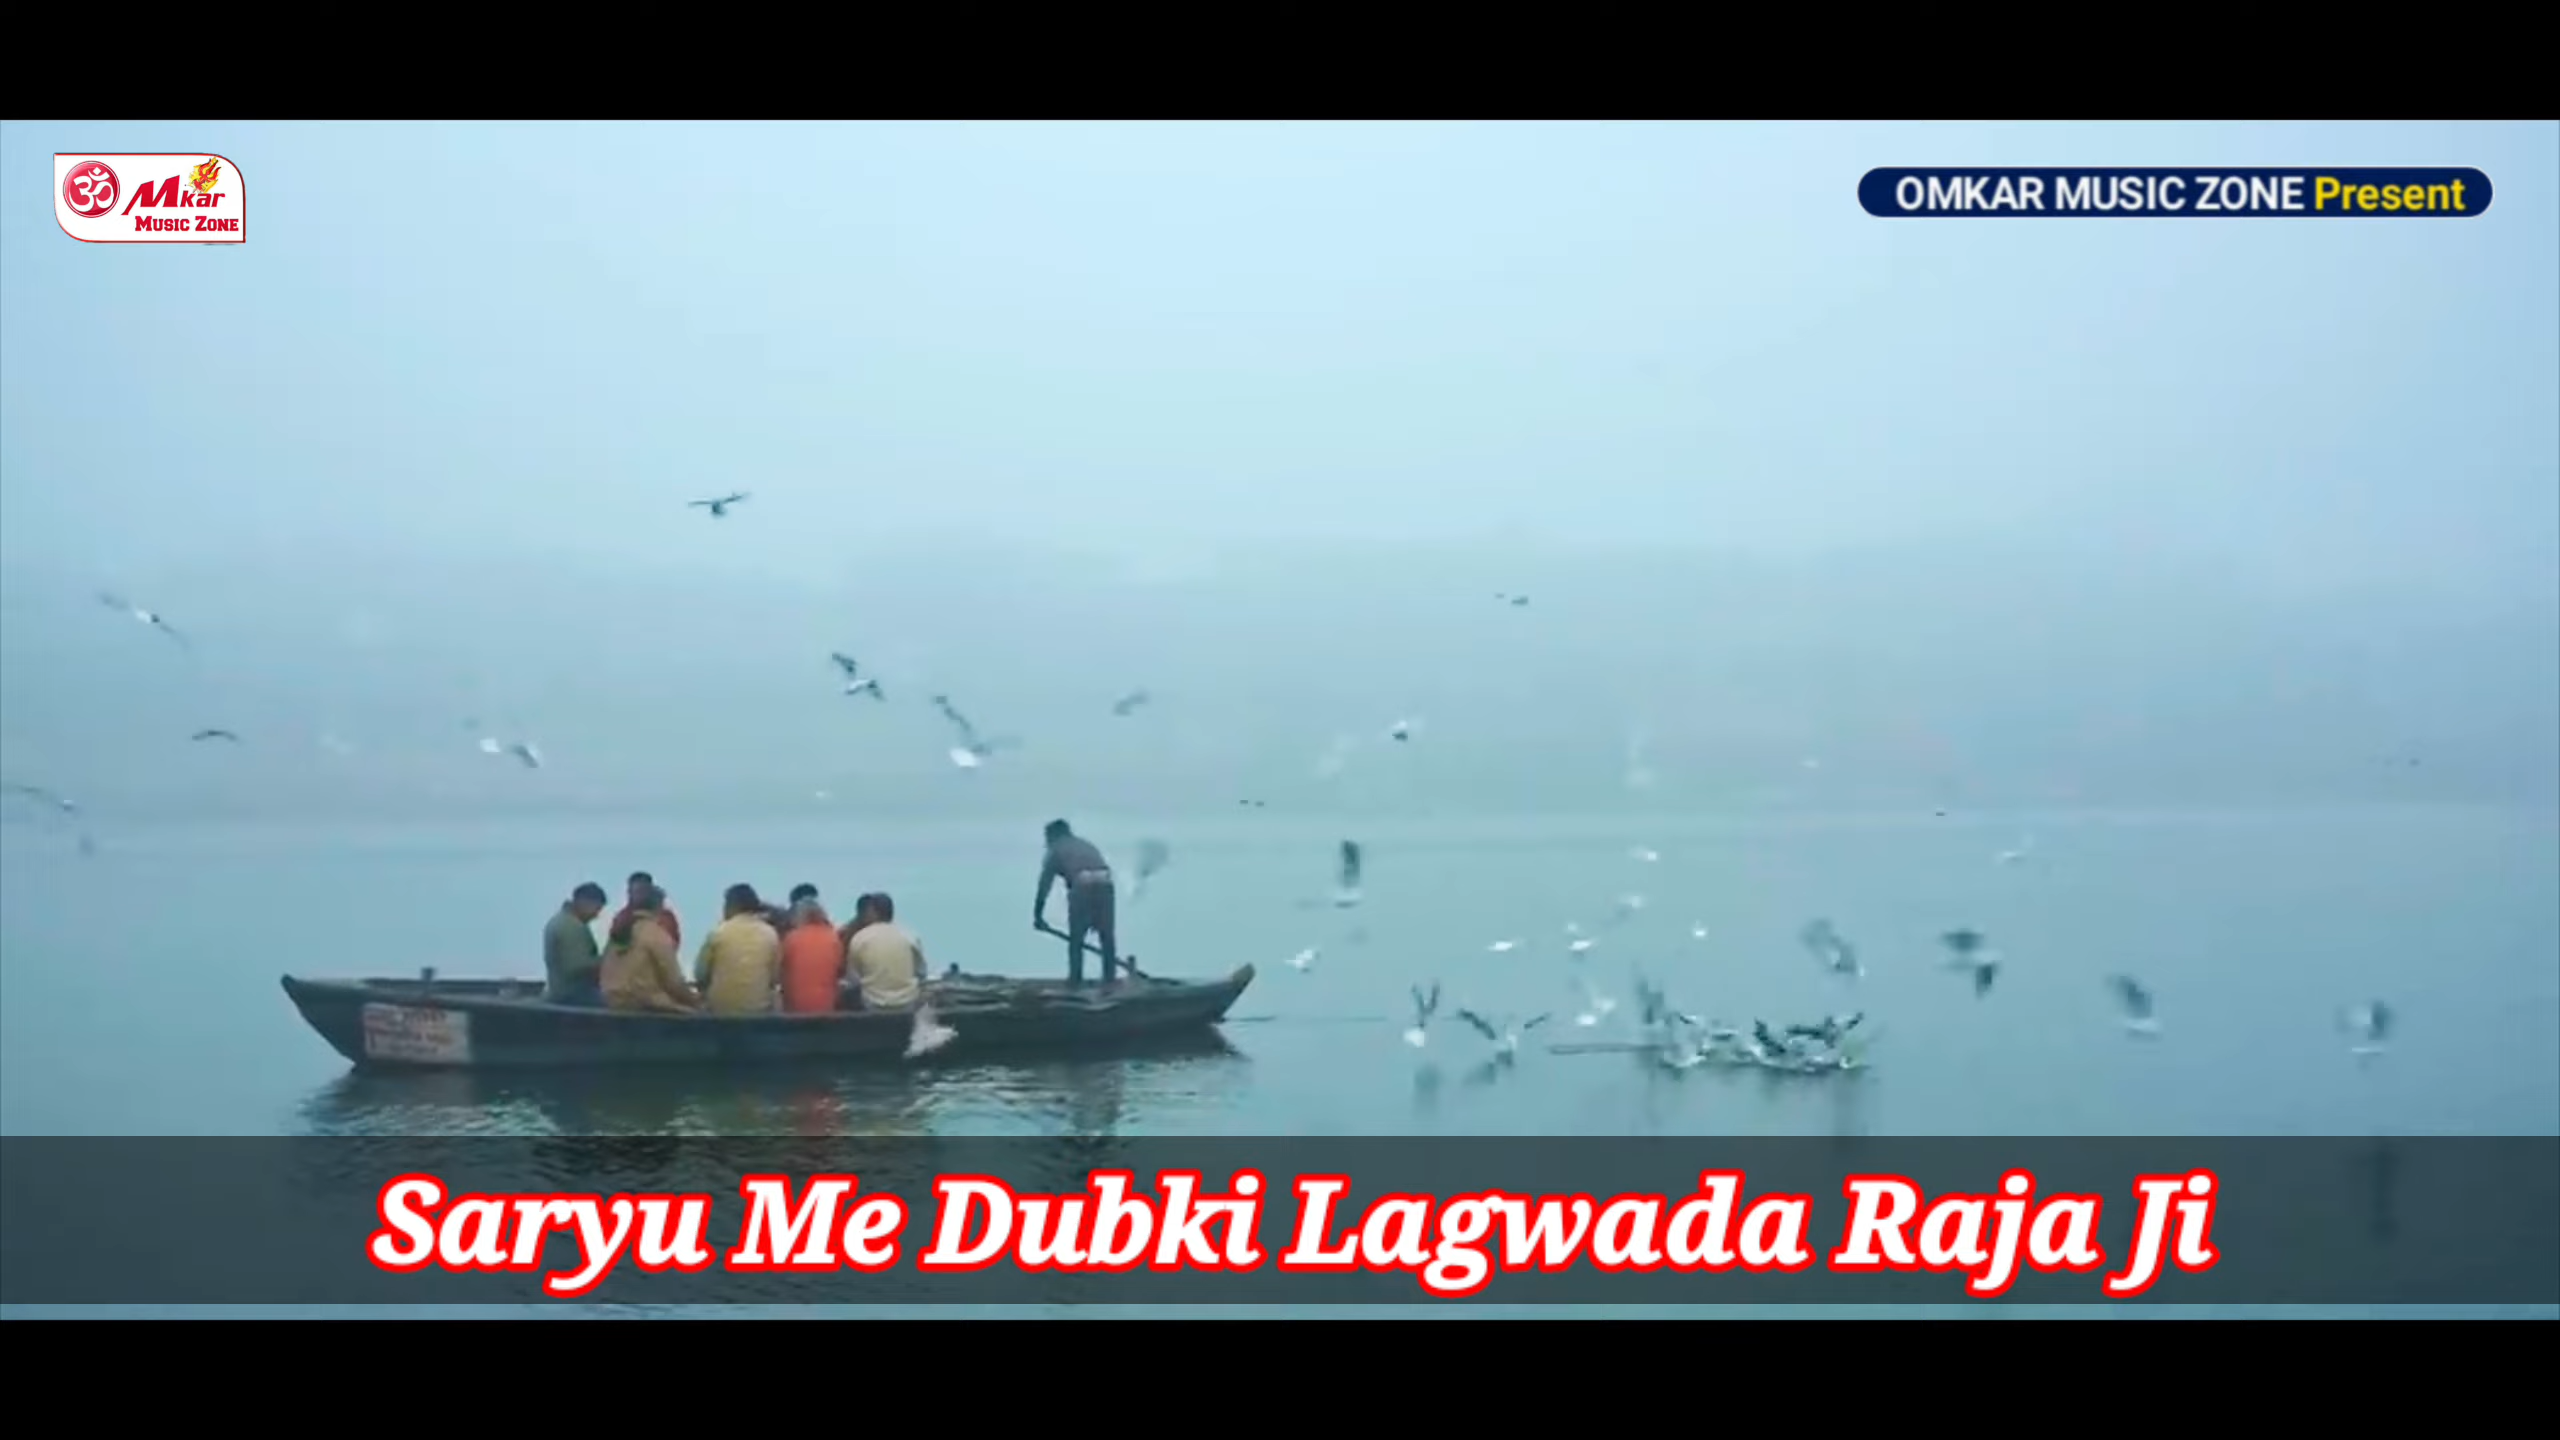 ॐ Mkar
Music Zone
OMKAR MUSIC ZONE Present
Saryu Me Dubki Lagwada Raja Ji